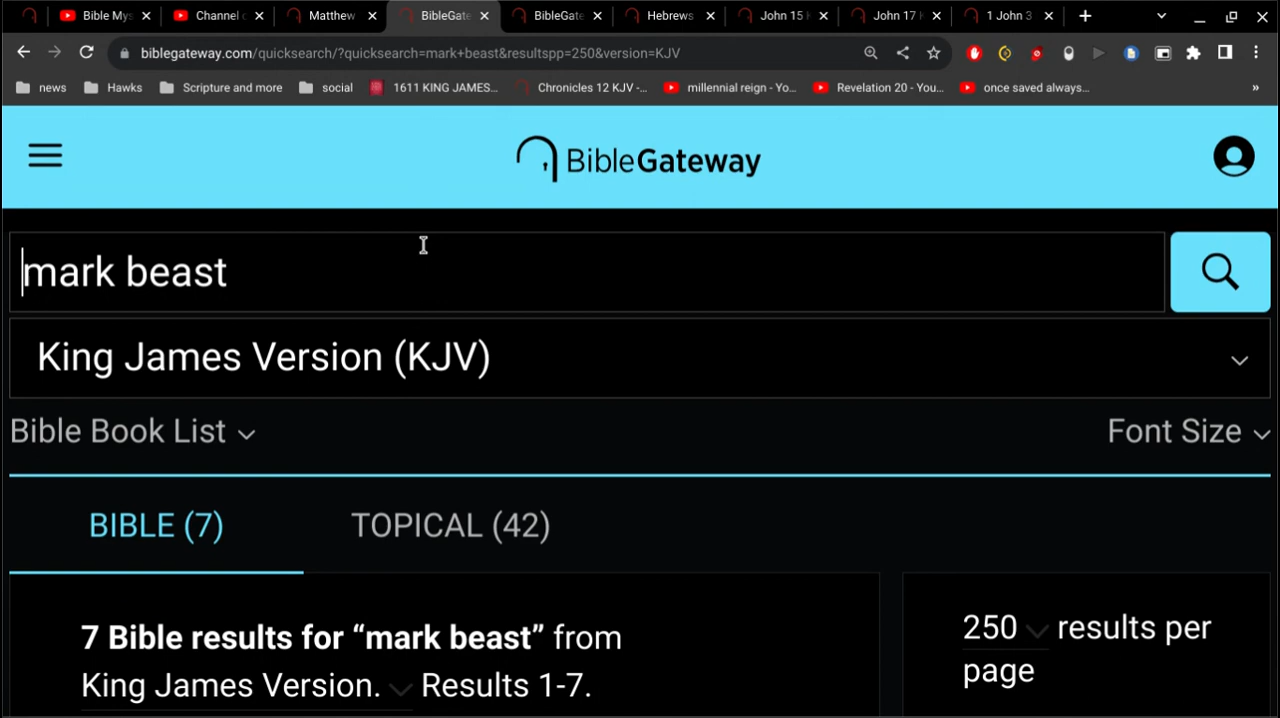 Bible Mys
Channel
Matthew
BibleGate
BibleGate
Hebrews
John 15
John 17
1 John 3
biblegateway.com/quicksearch/?quicksearch=mark+beast&resultspp=250&version=KJV
news
Hawks
Scripture and more
social
1611 KING JAMES...
Chronicles 12 KJV -...
millennial reign - Yo...
Revelation 20 - You...
once saved always...
»
BibleGateway
mark beast
King James Version (KJV)
Bible Book List
Font Size
BIBLE (7)
TOPICAL (42)
7 Bible results for “mark beast” from
King James Version. Results 1-7.
250 results per
page